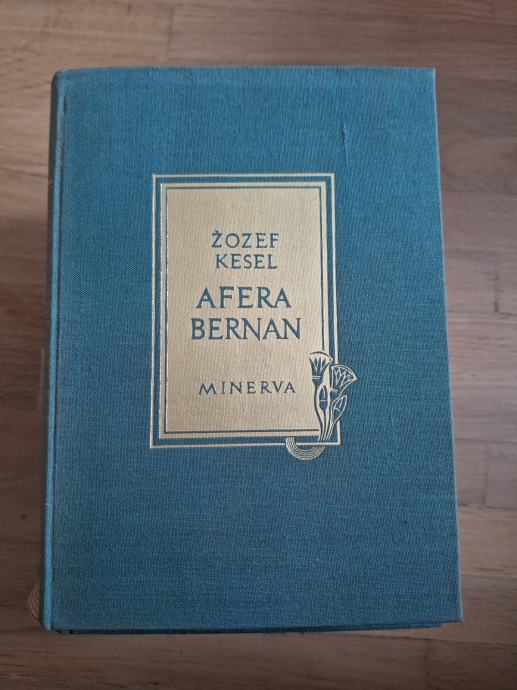 ŽOZEF
KESEL
AFERA
BERNAN
MINERVA